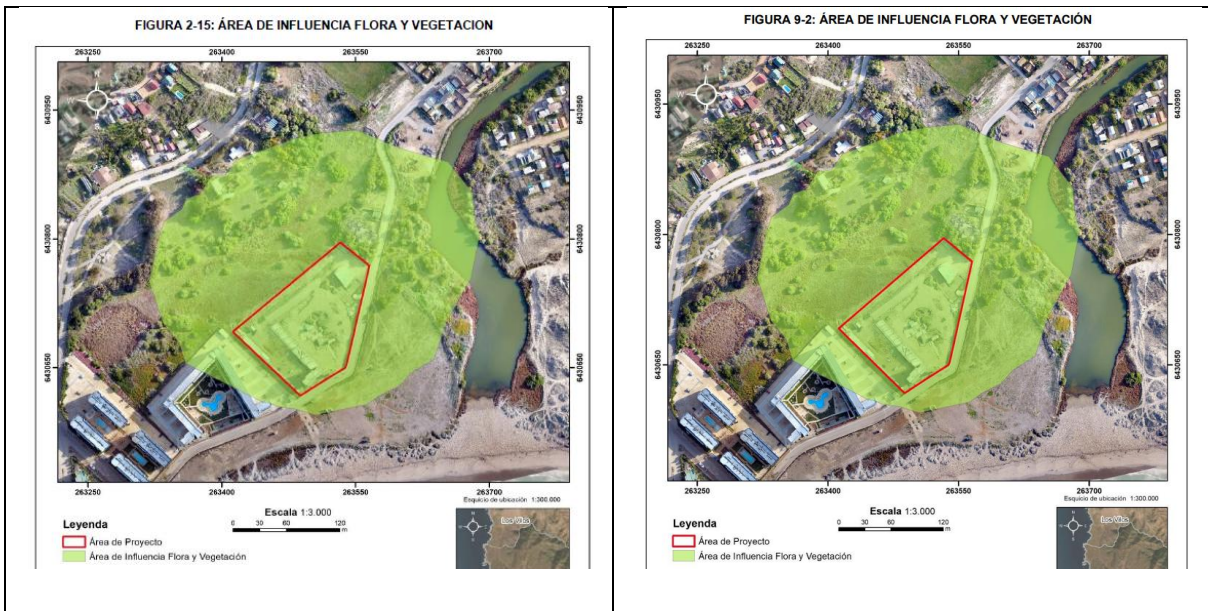 FIGURA 2-15: ÁREA DE INFLUENCIA FLORA Y VEGETACION
263250 263400 263550 263700
6430950 6430950
6430800 6430800
6430650 6430650
263250 263400 263550 263700
Esquicio de ubicación 1:300.000
Escala 1:3.000
0 30 60 120
m
Leyenda
Área de Proyecto
Área de Influencia Flora y Vegetación
Los Vilos
FIGURA 9-2: ÁREA DE INFLUENCIA FLORA Y VEGETACIÓN
263250 263400 263550 263700
6430950 6430950
6430800 6430800
6430650 6430650
263250 263400 263550 263700
Esquicio de ubicación 1:300.000
Escala 1:3.000
0 30 60 120
m
Leyenda
Área de Proyecto
Área de Influencia Flora y Vegetación
Los Vilos